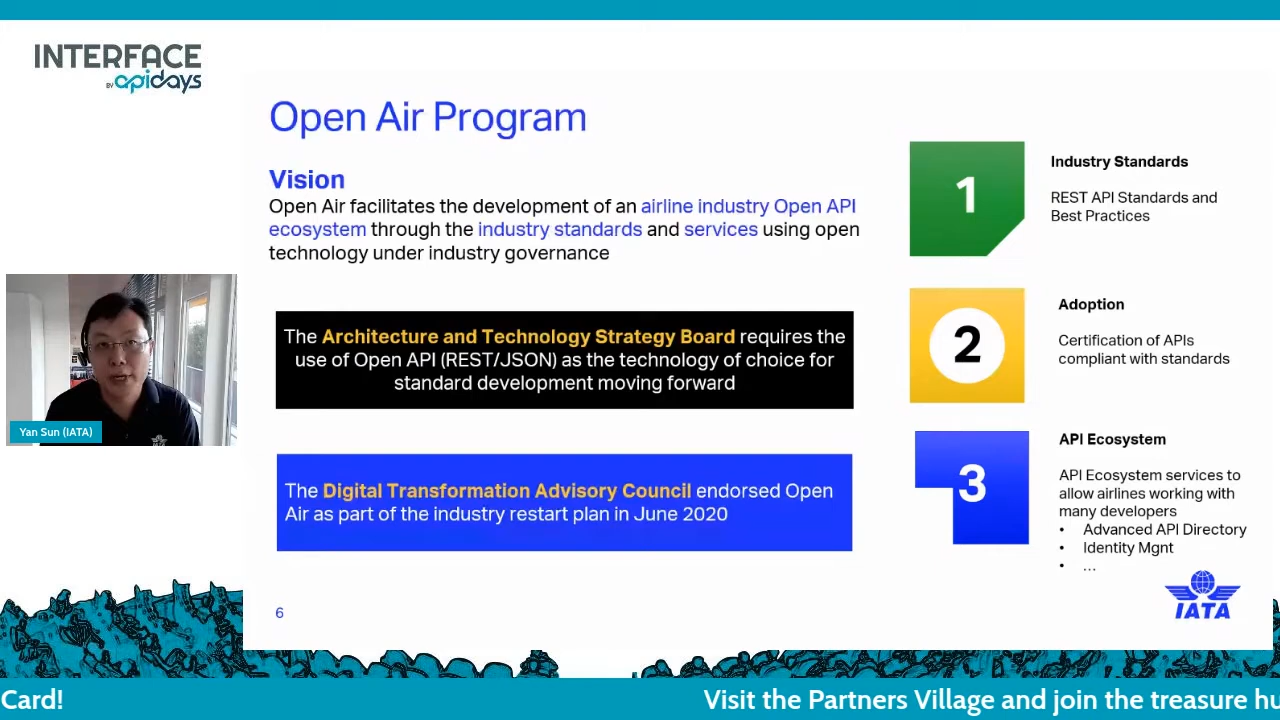 INTERFACE
BY apidays
Open Air Program
Vision
Open Air facilitates the development of an airline industry Open API
ecosystem through the industry standards and services using open
technology under industry governance
The Architecture and Technology Strategy Board requires the
use of Open API (REST/JSON) as the technology of choice for
standard development moving forward
The Digital Transformation Advisory Council endorsed Open
Air as part of the industry restart plan in June 2020
1
Industry Standards
REST API Standards and
Best Practices
2
Adoption
Certification of APIs
compliant with standards
3
API Ecosystem
API Ecosystem services to
allow airlines working with
many developers
• Advanced API Directory
• Identity Mgnt
• ...
IATA
6
Yan Sun (IATA)
Card!
Visit the Partners Village and join the treasure hu